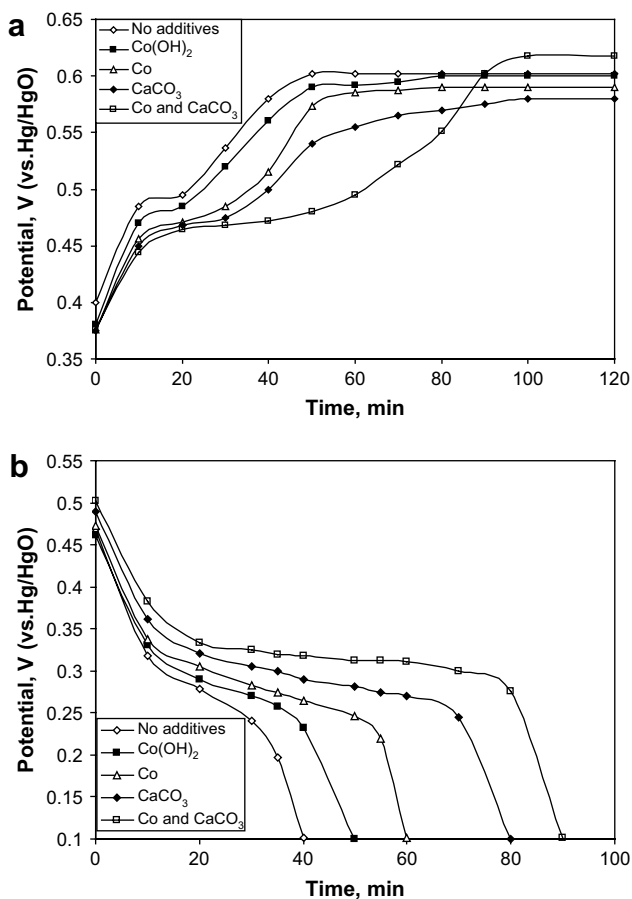 a
0.65
0.6
0.55
0.5
0.45
0.4
0.35
Potential, V (vs.Hg/HgO)
No additives
Co(OH)₂
Co
CaCO₃
Co and CaCO₃
0 20 40 60 80 100 120
Time, min
b
0.55
0.5
0.45
0.4
0.35
0.3
0.25
0.2
0.15
0.1
Potential, V (vs.Hg/HgO)
No additives
Co(OH)₂
Co
CaCO₃
Co and CaCO₃
0 20 40 60 80 100
Time, min